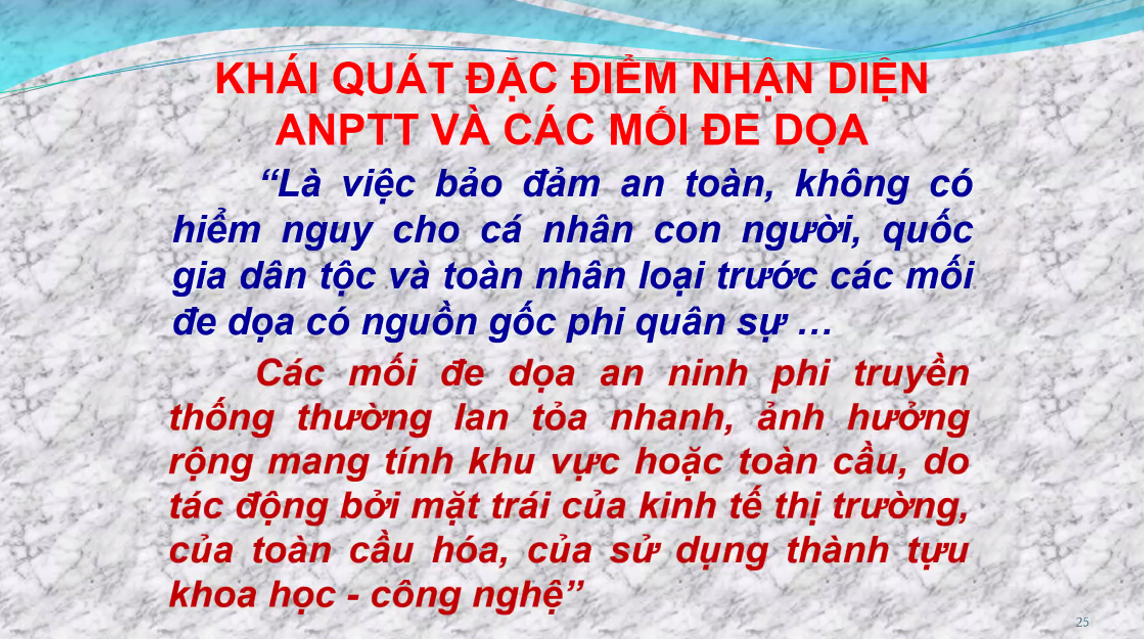 KHÁI QUÁT ĐẶC ĐIỂM NHẬN DIỆN
ANPTT VÀ CÁC MỐI ĐE DỌA
“Là việc bảo đảm an toàn, không có
hiểm nguy cho cá nhân con người, quốc
gia dân tộc và toàn nhân loại trước các mối
đe dọa có nguồn gốc phi quân sự ...
Các mối đe dọa an ninh phi truyền
thống thường lan tỏa nhanh, ảnh hưởng
rộng mang tính khu vực hoặc toàn cầu, do
tác động bởi mặt trái của kinh tế thị trường,
của toàn cầu hóa, của sử dụng thành tựu
khoa học - công nghệ”
25